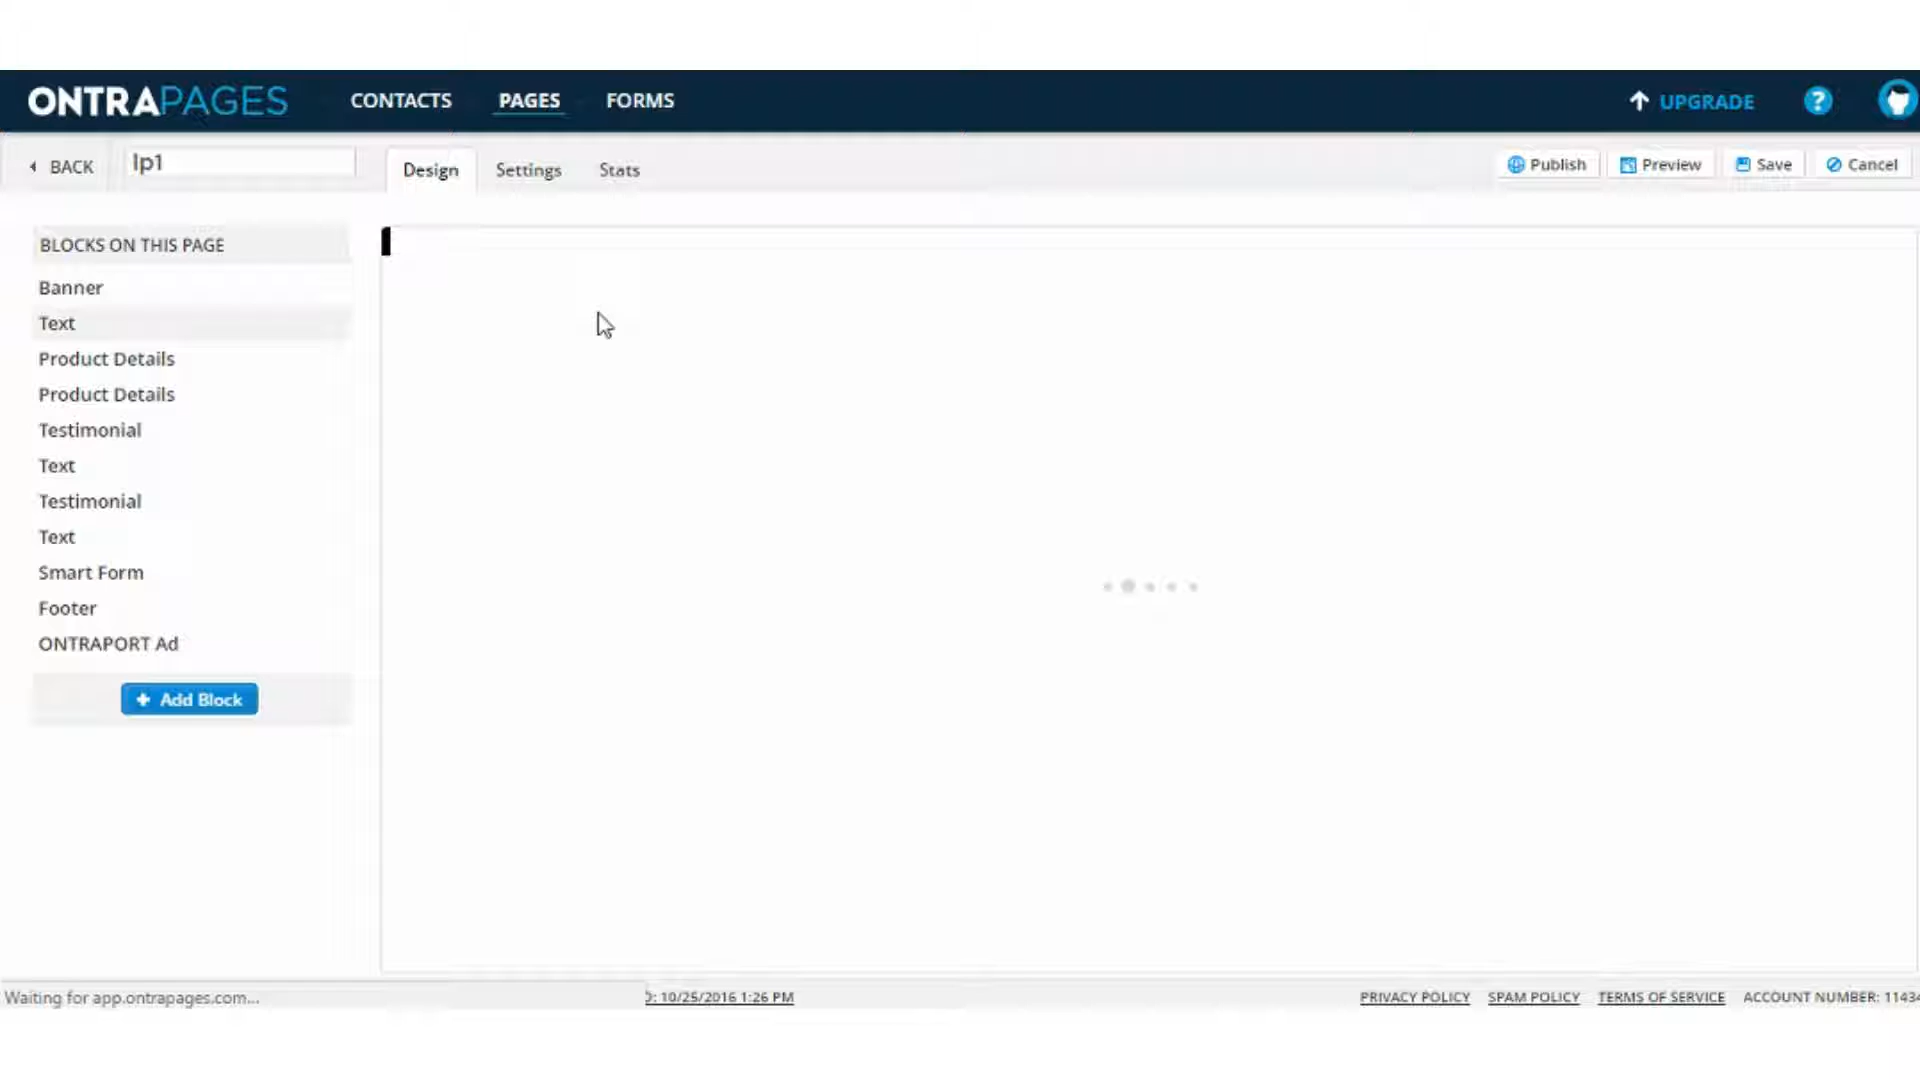 ONTRAPAGES CONTACTS PAGES FORMS UPGRADE ?
BACK lp1 Design Settings Stats Publish Preview Save Cancel
BLOCKS ON THIS PAGE
Banner
Text
Product Details
Product Details
Testimonial
Text
Testimonial
Text
Smart Form
Footer
ONTRAPORT Ad
+ Add Block
Waiting for app.ontrapages.com... : 10/25/2016 1:26 PM PRIVACY POLICY SPAM POLICY TERMS OF SERVICE ACCOUNT NUMBER: 1143